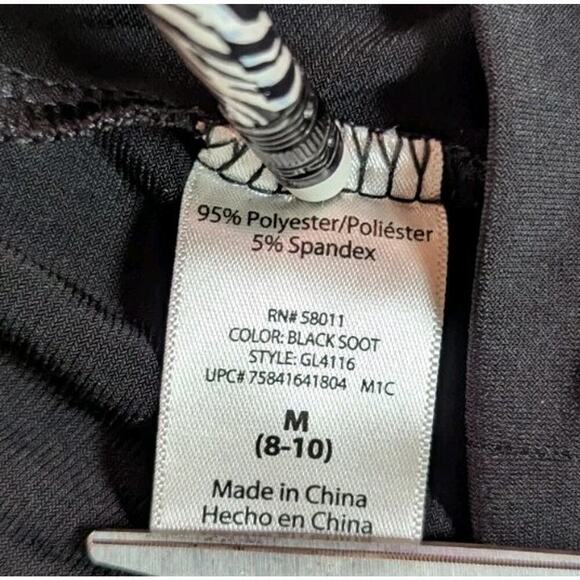 95% Polyester/Poliéster
5% Spandex
RN# 58011
COLOR: BLACK SOOT
STYLE: GL4116
UPC# 75841641804 M1C
M
(8-10)
Made in China
Hecho en China